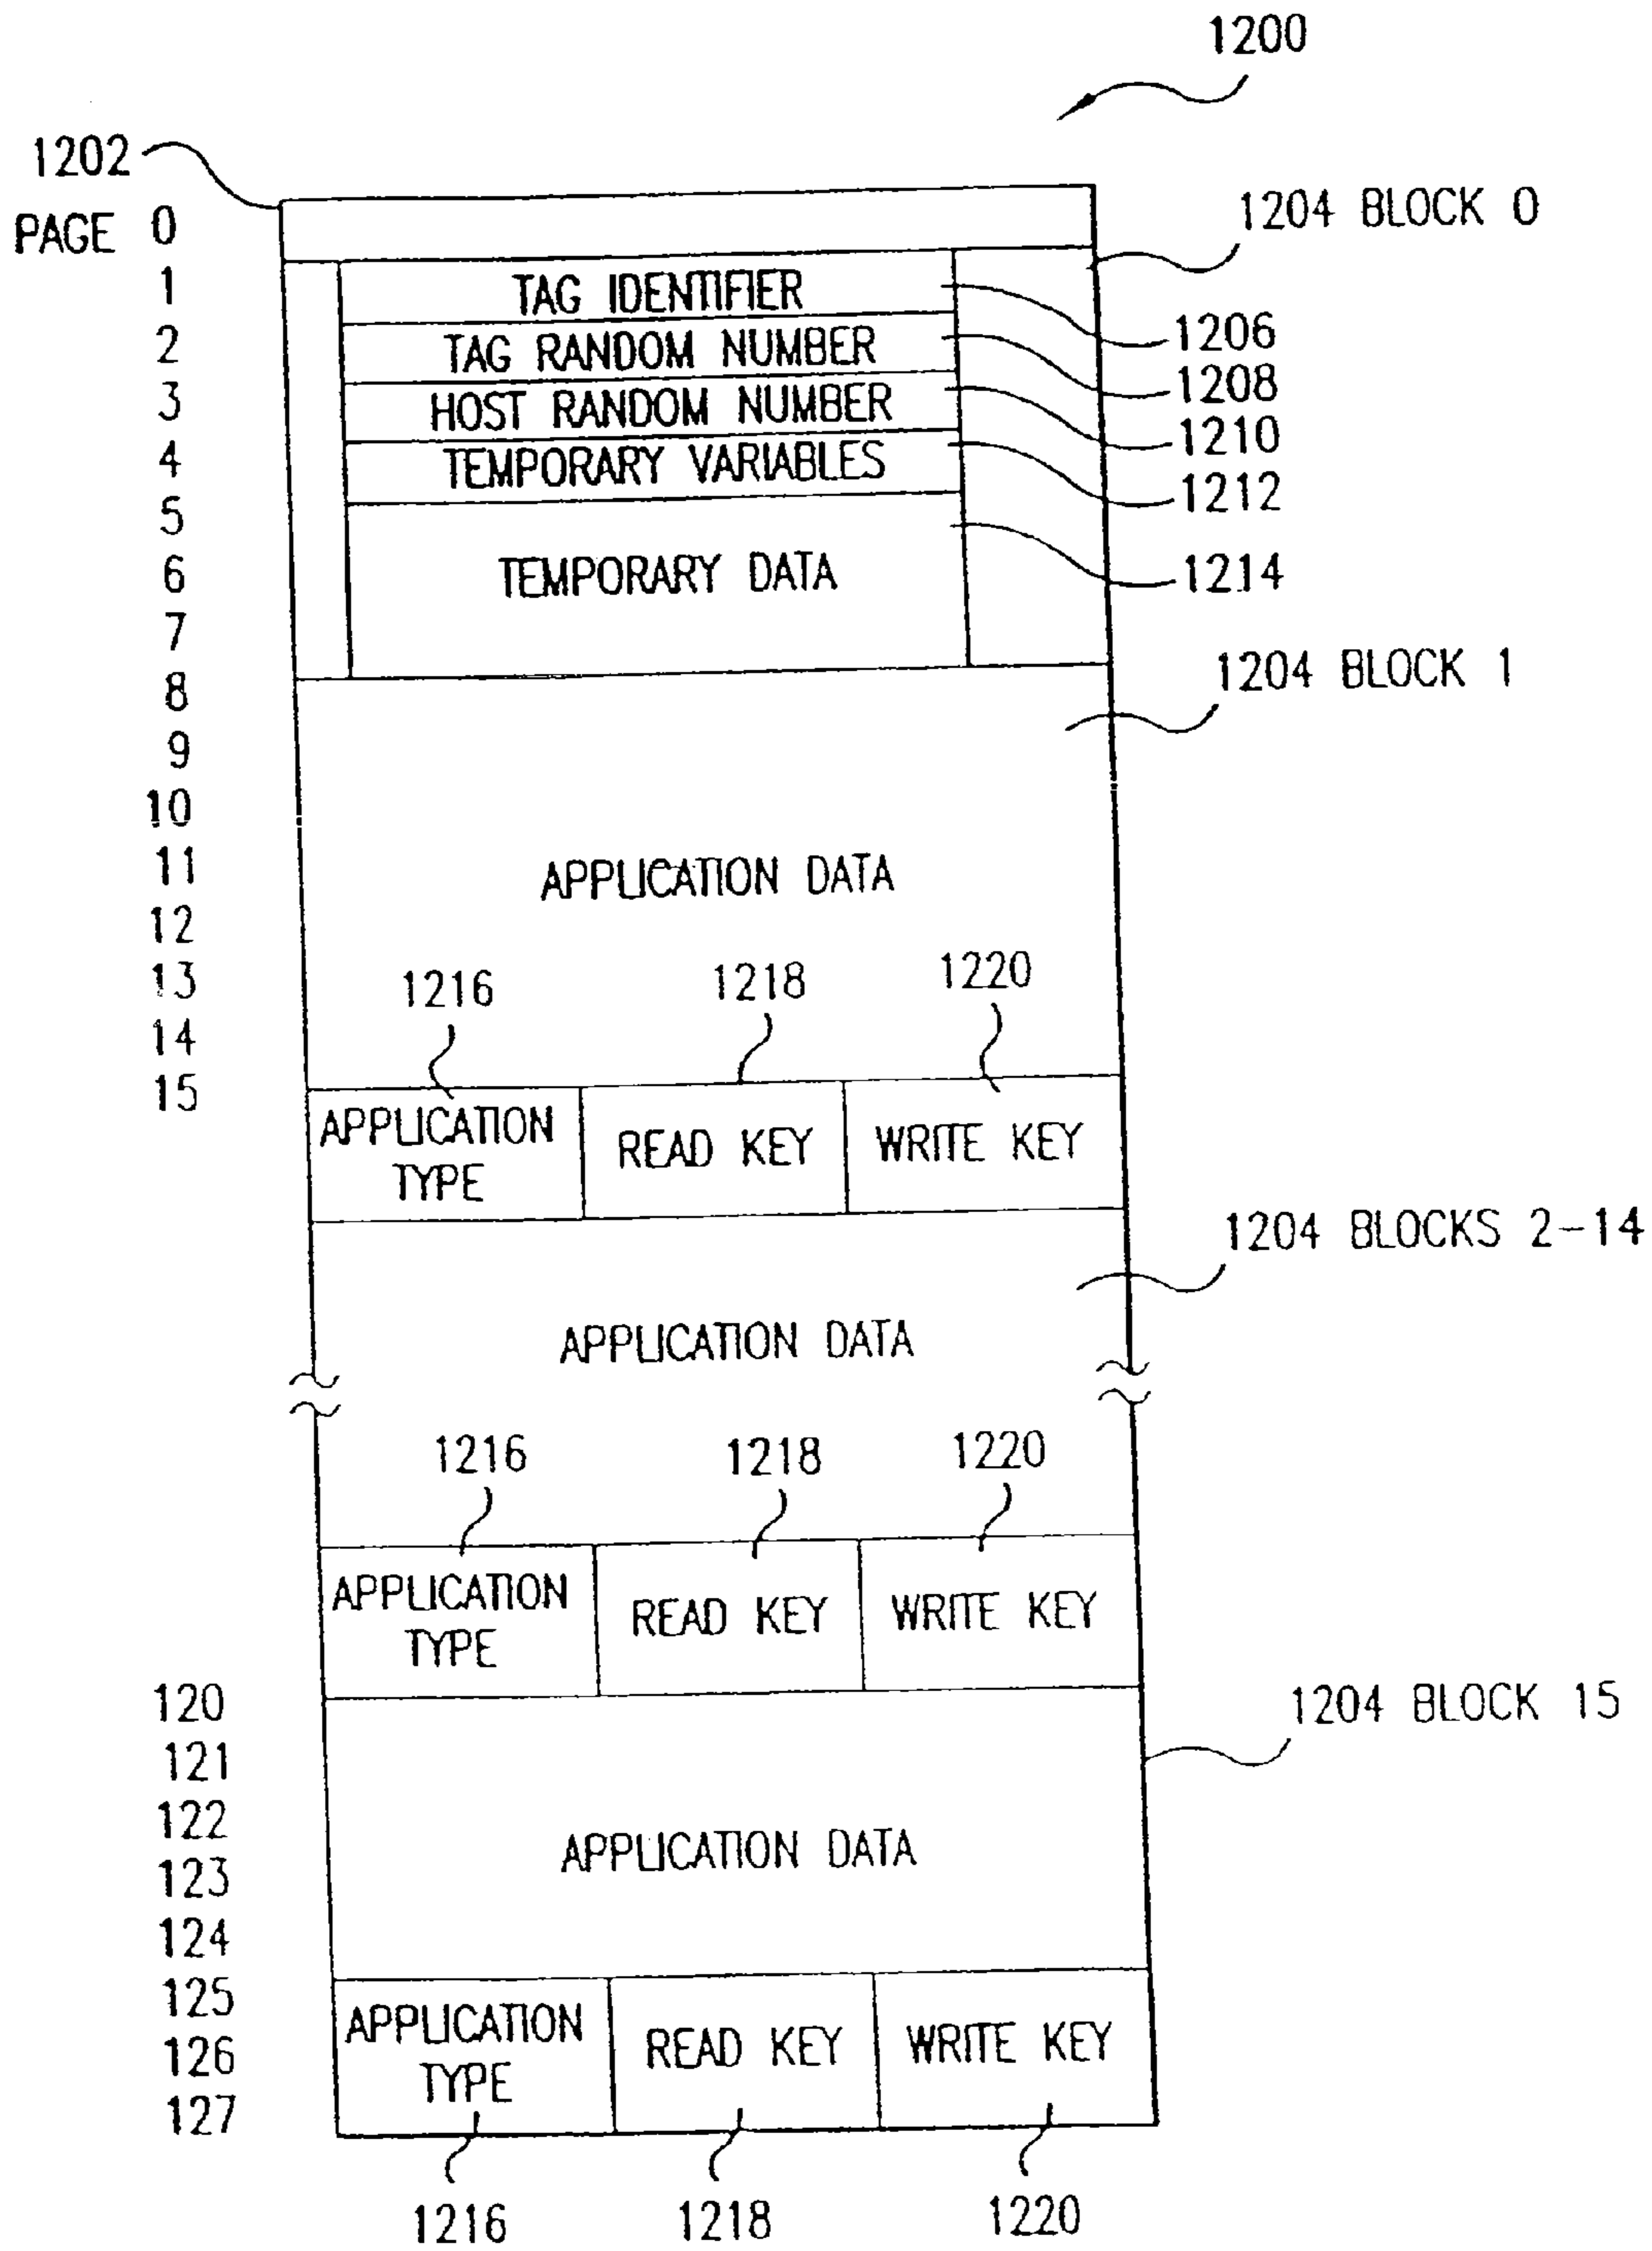 1200
1202
PAGE 0
1204 BLOCK 0
1
TAG IDENTIFIER
1206
2
TAG RANDOM NUMBER
1208
3
HOST RANDOM NUMBER
1210
4
TEMPORARY VARIABLES
1212
5
6
TEMPORARY DATA
1214
7
8
1204 BLOCK 1
9
10
11
APPLICATION DATA
12
13
1216
1218
1220
14
15
APPLICATION
TYPE
READ KEY
WRITE KEY
1204 BLOCKS 2-14
APPLICATION DATA
1216
1218
1220
APPLICATION
TYPE
READ KEY
WRITE KEY
120
1204 BLOCK 15
121
122
123
APPLICATION DATA
124
125
126
127
APPLICATION
TYPE
READ KEY
WRITE KEY
1216
1218
1220